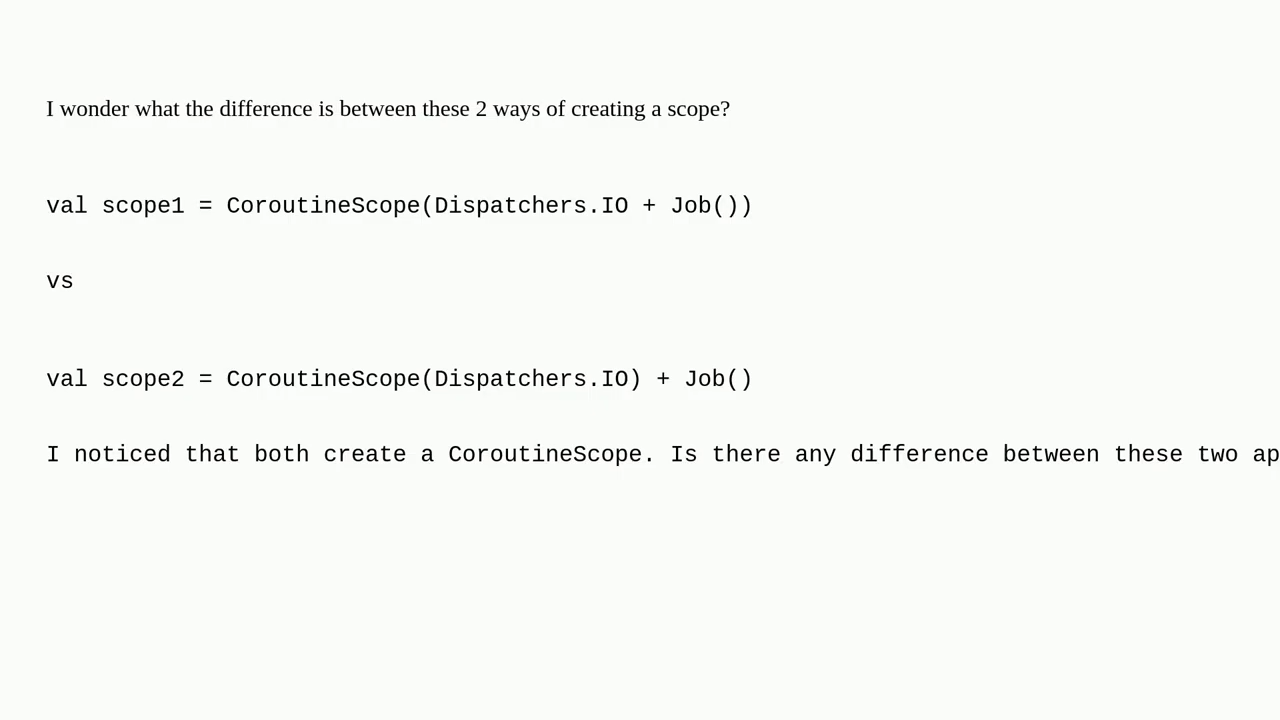 I wonder what the difference is between these 2 ways of creating a scope?
val scope1 = CoroutineScope(Dispatchers.IO + Job())
vs
val scope2 = CoroutineScope(Dispatchers.IO) + Job()
I noticed that both create a CoroutineScope. Is there any difference between these two